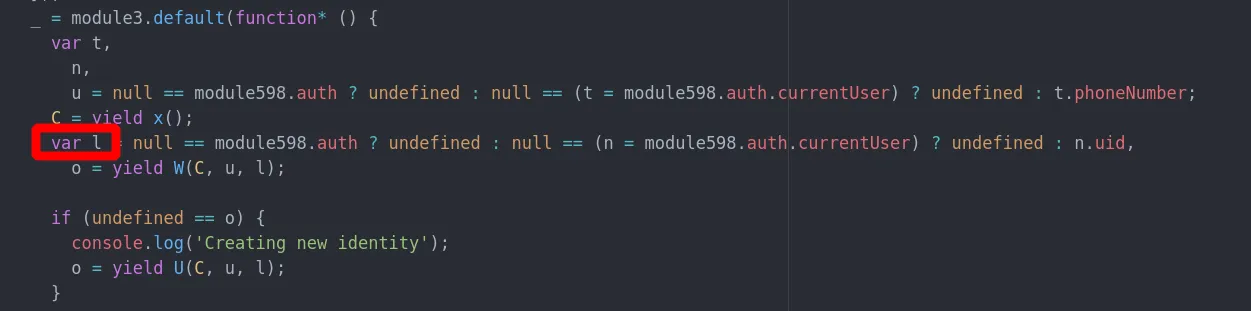 _ = module3.default(function* () {
var t,
n,
u = null == module598.auth ? undefined : null == (t = module598.auth.currentUser) ? undefined : t.phoneNumber;
C = yield x();
var l = null == module598.auth ? undefined : null == (n = module598.auth.currentUser) ? undefined : n.uid,
o = yield W(C, u, l);
if (undefined == o) {
console.log('Creating new identity');
o = yield U(C, u, l);
}